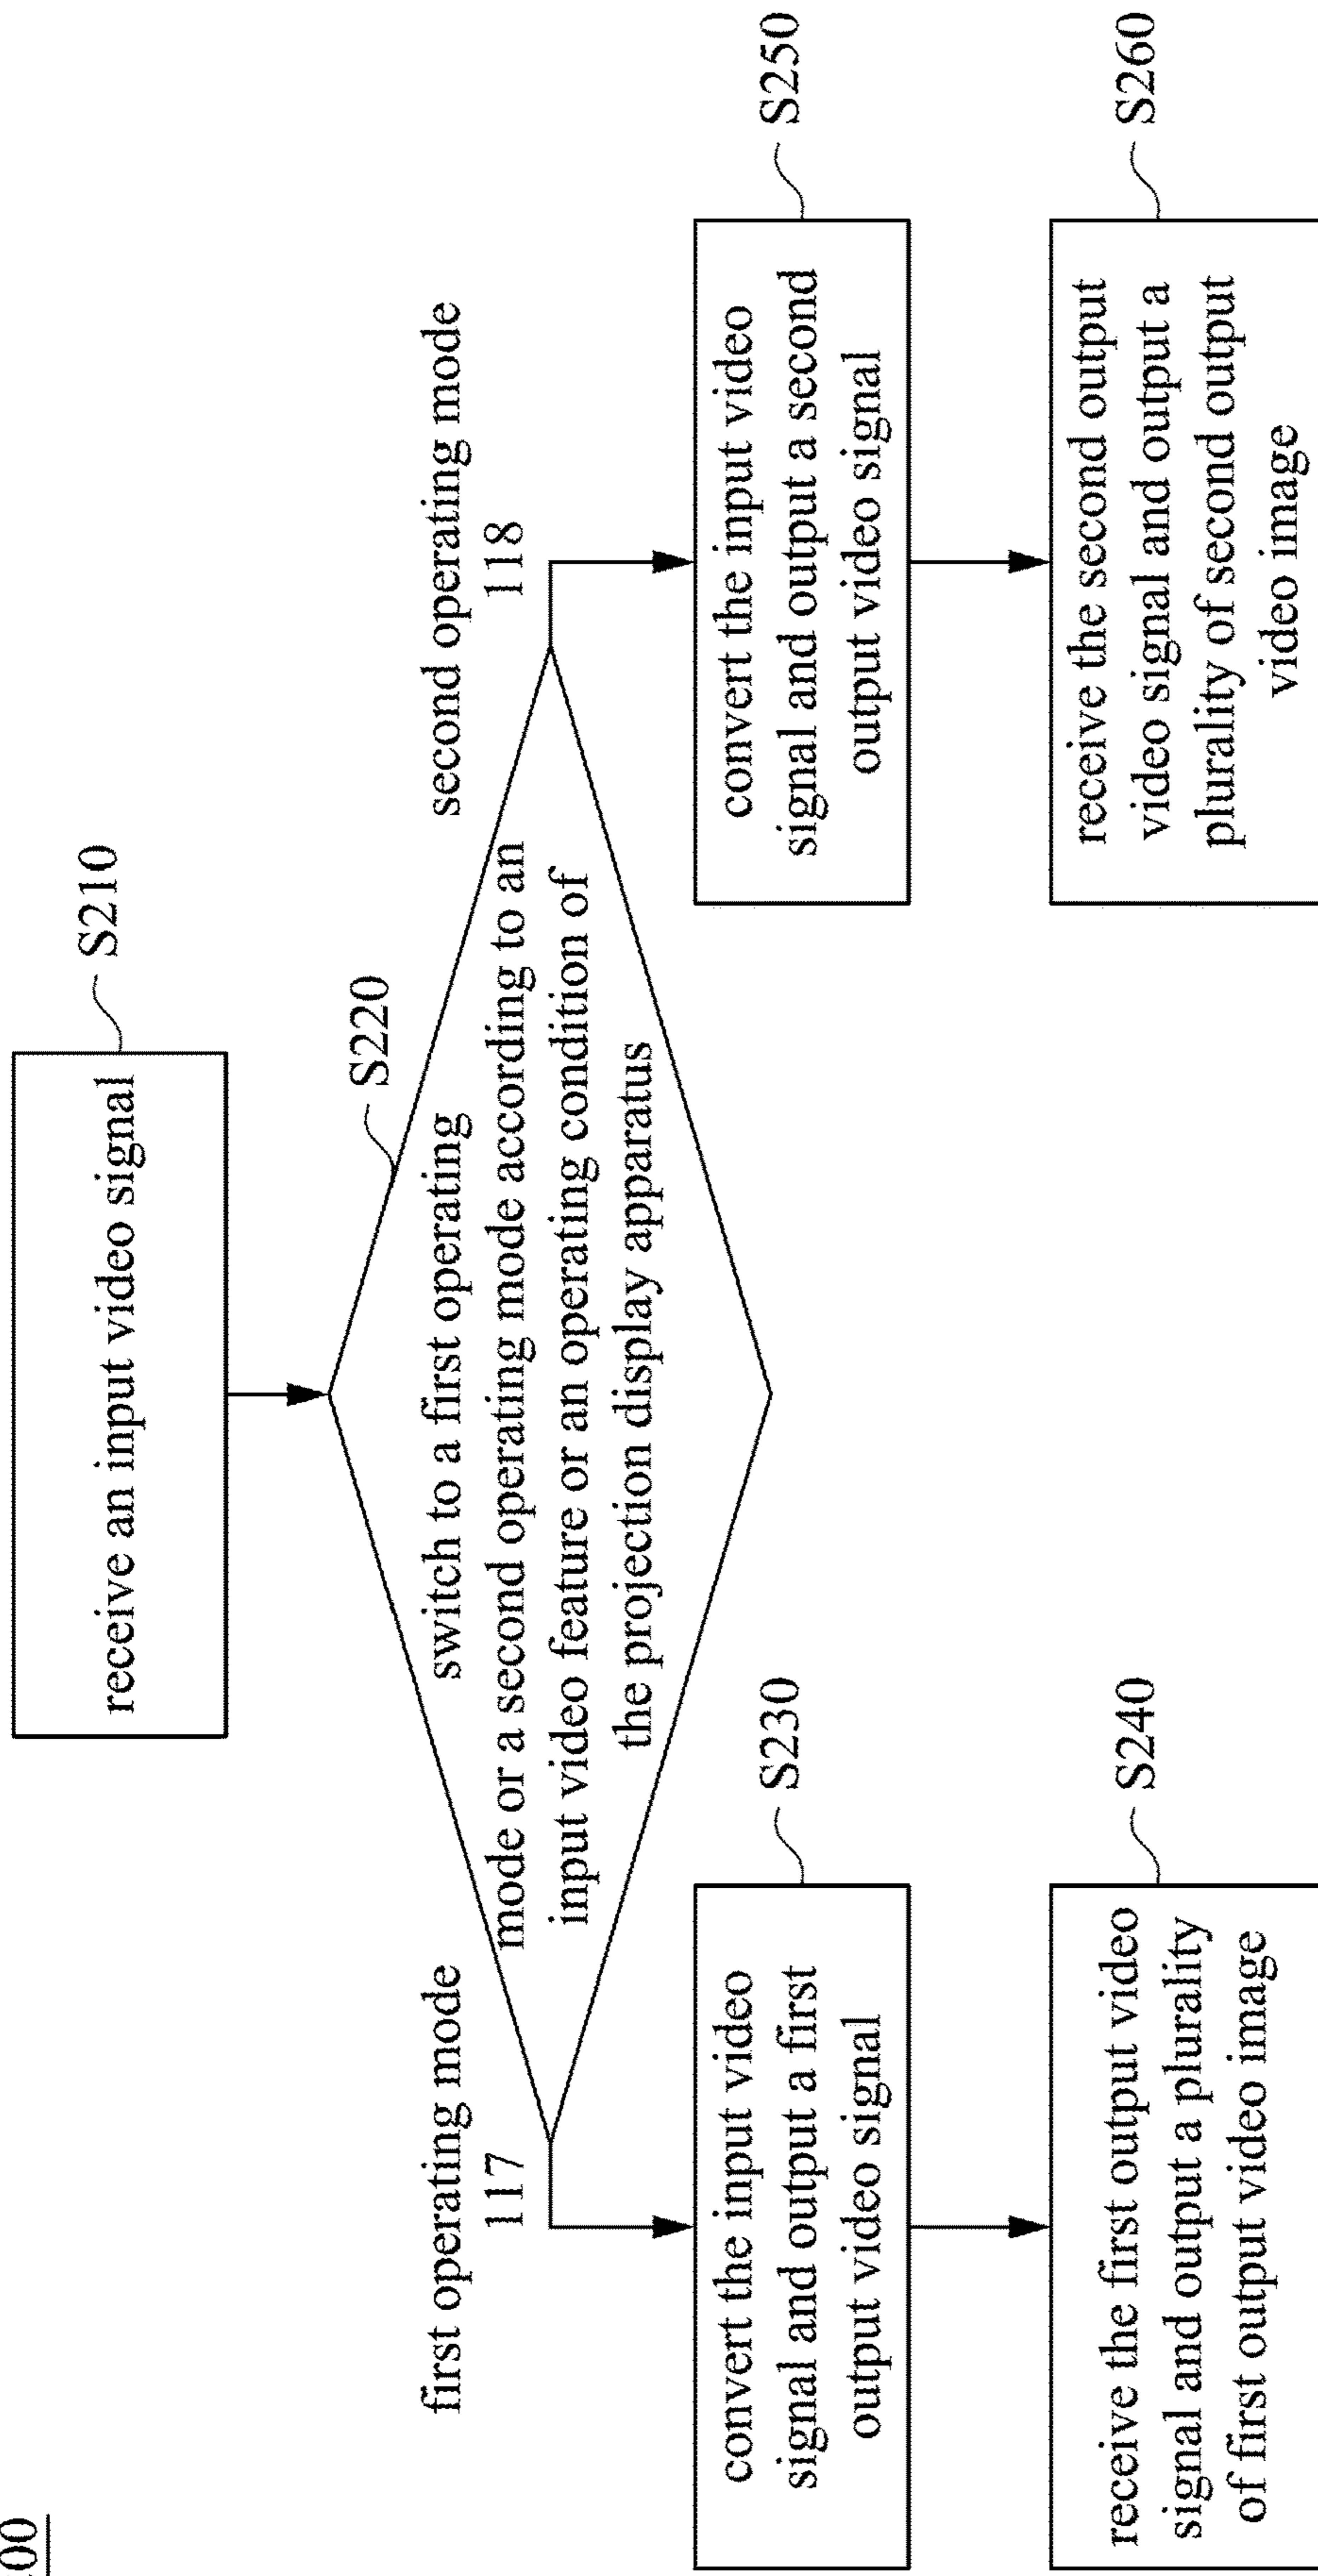 00
receive an input video signal
S210
S220
switch to a first operating
mode or a second operating mode according to an
input video feature or an operating condition of
the projection display apparatus
first operating mode
117
second operating mode
118
convert the input video
signal and output a first
output video signal
S230
convert the input video
signal and output a second
output video signal
S250
receive the first output video
signal and output a plurality
of first output video image
S240
receive the second output
video signal and output a
plurality of second output
video image
S260